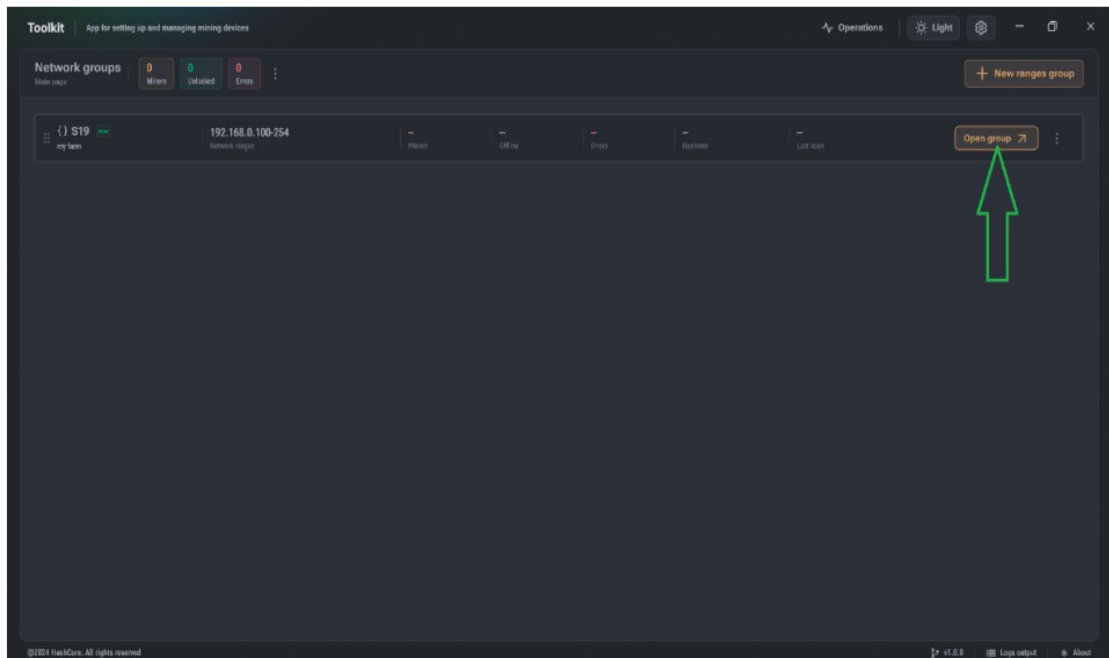 Toolkit App for setting up and managing mining devices Operations Light
Network groups 0 0 0 + New ranges group
Main page Miners Unlocked Errors
{} S19 new 192.168.0.100-254 -- -- -- -- -- Open group
my farm Network ranges Miners Offline Errors Hashrate Last scan
©2024 HashCore. All rights reserved v1.0.0 Logs output About